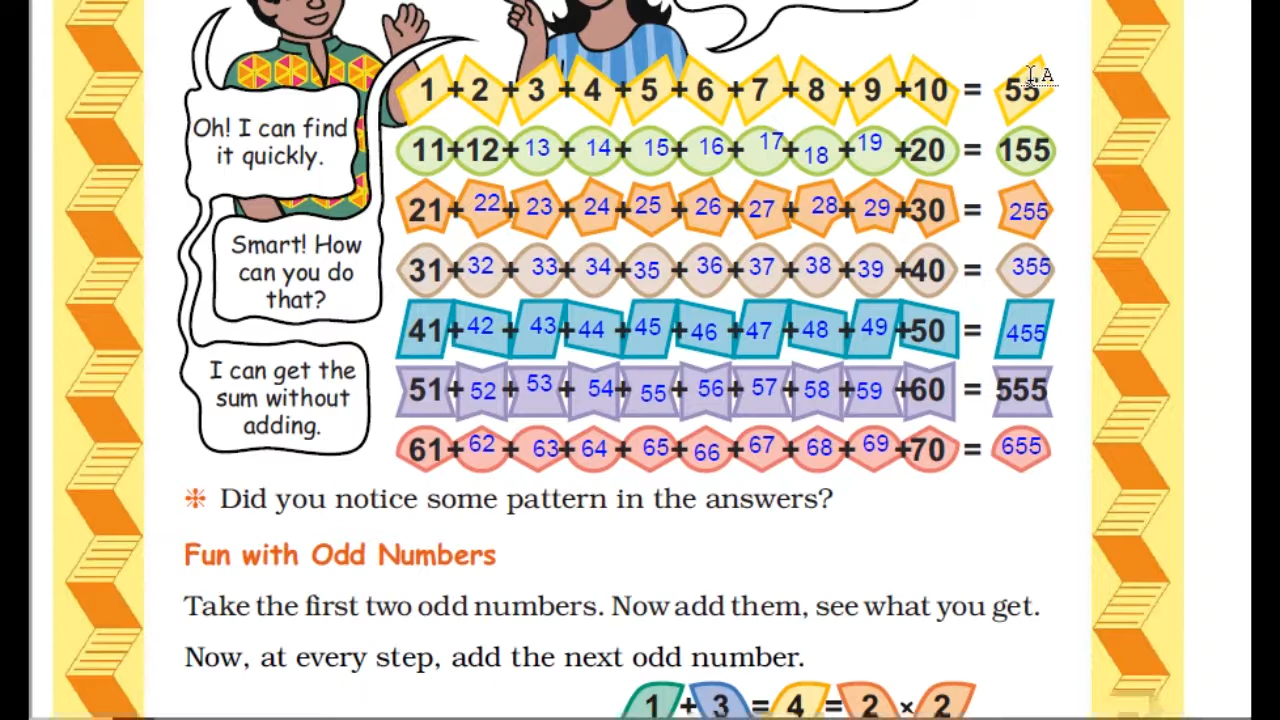 Oh! I can find
it quickly.
Smart! How
can you do
that?
I can get the
sum without
adding.
1 + 2 + 3 + 4 + 5 + 6 + 7 + 8 + 9 + 10 = 55
11 + 12 + 13 + 14 + 15 + 16 + 17 + 18 + 19 + 20 = 155
21 + 22 + 23 + 24 + 25 + 26 + 27 + 28 + 29 + 30 = 255
31 + 32 + 33 + 34 + 35 + 36 + 37 + 38 + 39 + 40 = 355
41 + 42 + 43 + 44 + 45 + 46 + 47 + 48 + 49 + 50 = 455
51 + 52 + 53 + 54 + 55 + 56 + 57 + 58 + 59 + 60 = 555
61 + 62 + 63 + 64 + 65 + 66 + 67 + 68 + 69 + 70 = 655
Did you notice some pattern in the answers?
Fun with Odd Numbers
Take the first two odd numbers. Now add them, see what you get.
Now, at every step, add the next odd number.
1 + 3 = 4 = 2 × 2